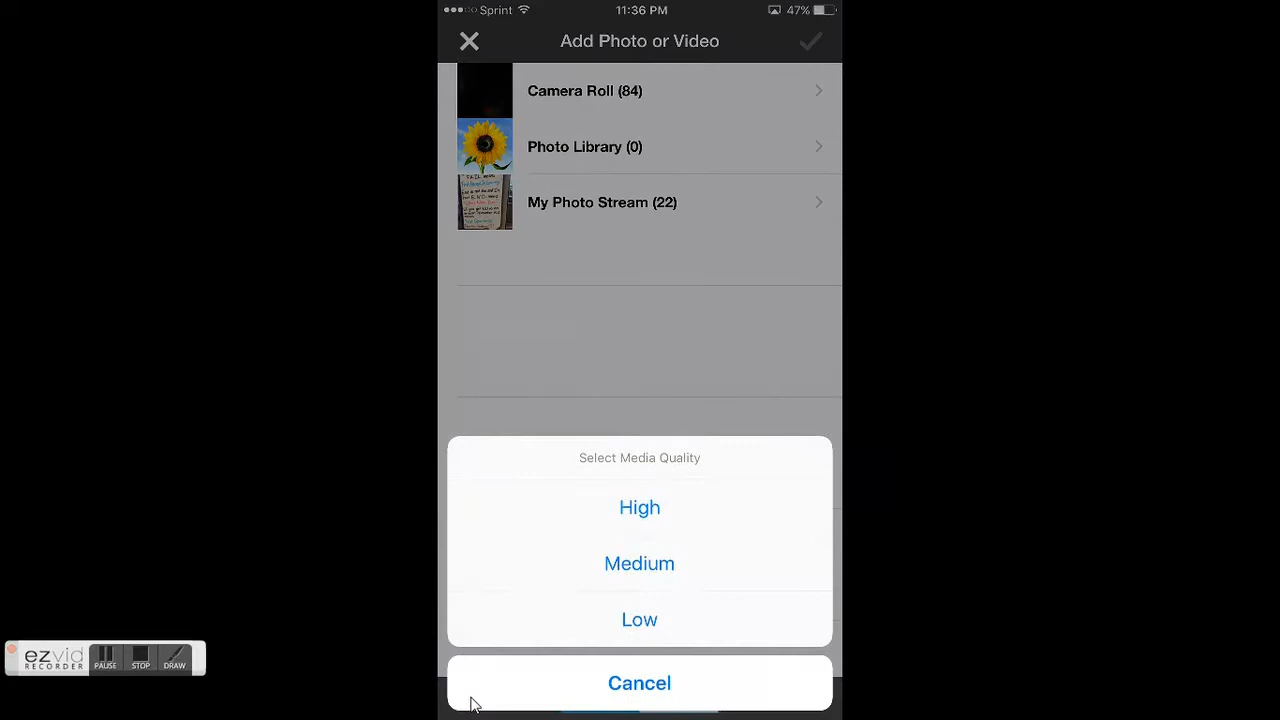 Sprint 11:36 PM 47%
Add Photo or Video
Camera Roll (84)
Photo Library (0)
My Photo Stream (22)
Select Media Quality
High
Medium
Low
Cancel
ezvid
RECORDER
PAUSE STOP DRAW